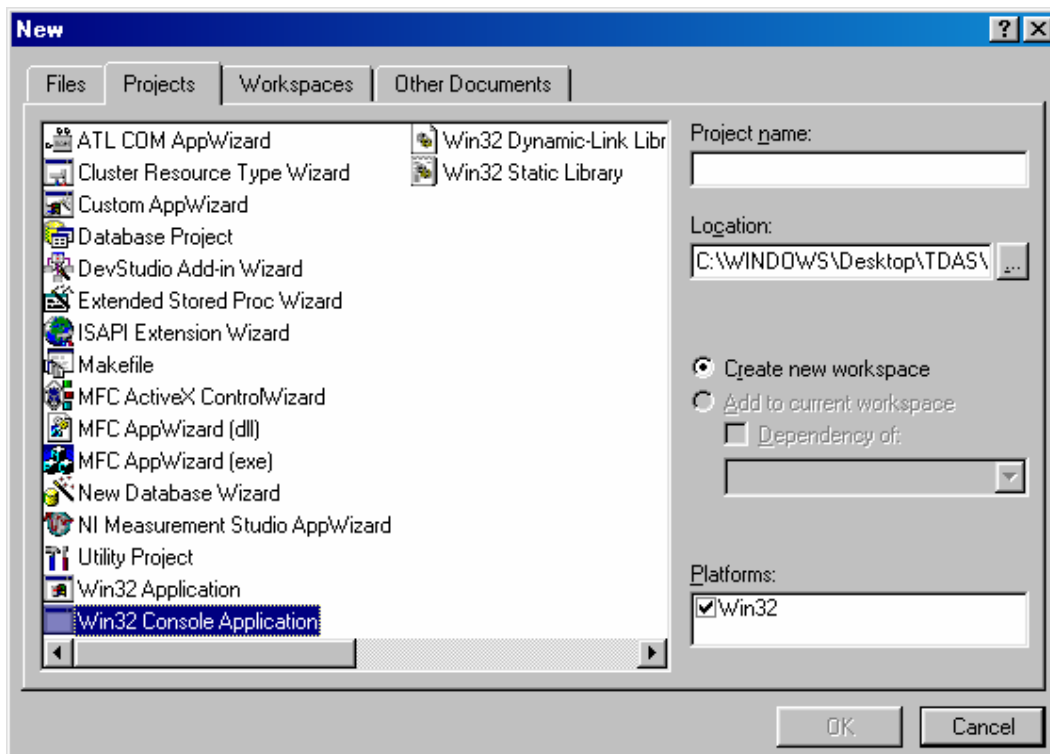 New
Files Projects Workspaces Other Documents
ATL COM AppWizard
Cluster Resource Type Wizard
Custom AppWizard
Database Project
DevStudio Add-in Wizard
Extended Stored Proc Wizard
ISAPI Extension Wizard
Makefile
MFC ActiveX ControlWizard
MFC AppWizard (dll)
MFC AppWizard (exe)
New Database Wizard
NI Measurement Studio AppWizard
Utility Project
Win32 Application
Win32 Console Application
Win32 Dynamic-Link Libr
Win32 Static Library
Project name:
Location:
C:\WINDOWS\Desktop\TDAS\ ...
Create new workspace
Add to current workspace
Dependency of:
Platforms:
Win32
OK Cancel